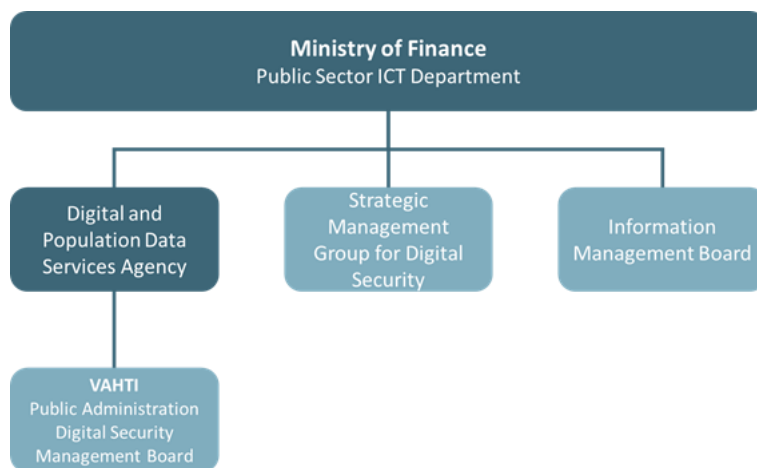 Ministry of Finance
Public Sector ICT Department
Digital and
Population Data
Services Agency
Strategic
Management
Group for Digital
Security
Information
Management Board
VAHTI
Public Administration
Digital Security
Management Board